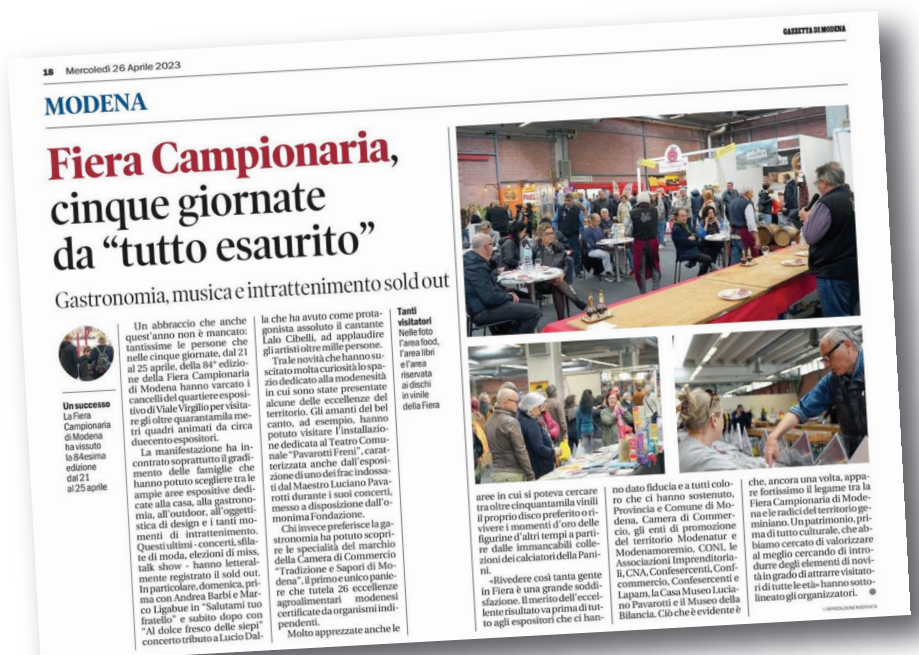 18 Mercoledì 26 Aprile 2023
GAZZETTA DI MODENA
MODENA
Fiera Campionaria,
cinque giornate
da “tutto esaurito”
Gastronomia, musica e intrattenimento sold out
Un successo
La Fiera
Campionaria
di Modena
ha vissuto
la 84esima
edizione
dal 21
al 25 aprile
Un abbraccio che anche
quest'anno non è mancato:
tantissime le persone che
nelle cinque giornate, dal 21
al 25 aprile, della 84ª edizio-
ne della Fiera Campionaria
di Modena hanno varcato i
cancelli del quartiere esposi-
tivo di Viale Virgilio per visita-
re gli oltre quarantamila me-
tri quadri animati da circa
duecento espositori.
La manifestazione ha in-
contrato soprattutto il gradi-
mento delle famiglie che
hanno potuto scegliere tra le
ampie aree espositive dedi-
cate alla casa, alla gastrono-
mia, all'outdoor, all'oggetti-
stica di design e i tanti mo-
menti di intrattenimento.
Questi ultimi - concerti, sfila-
te di moda, elezioni di miss,
talk show - hanno letteral-
mente registrato il sold out.
In particolare, domenica, pri-
ma con Andrea Barbi e Mar-
co Ligabue in “Salutami tuo
fratello” e subito dopo con
“Al dolce fresco delle siepi”
concerto tributo a Lucio Dal-
la che ha avuto come prota-
gonista assoluto il cantante
Lalo Cibelli, ad applaudire
gli artisti oltre mille persone.
Tra le novità che hanno su-
scitato molta curiosità lo spa-
zio dedicato alla modenesità
in cui sono state presentate
alcune delle eccellenze del
territorio. Gli amanti del bel
canto, ad esempio, hanno
potuto visitare l'installazio-
ne dedicata al Teatro Comu-
nale “Pavarotti Freni”, carat-
terizzata anche dall'esposi-
zione di uno dei frac indossa-
ti dal Maestro Luciano Pava-
rotti durante i suoi concerti,
messo a disposizione dall'o-
monima Fondazione.
Chi invece preferisce la ga-
stronomia ha potuto scopri-
re le specialità del marchio
della Camera di Commercio
“Tradizione e Sapori di Mo-
dena”, il primo e unico panie-
re che tutela 26 eccellenze
agroalimentari modenesi
certificate da organismi indi-
pendenti.
Molto apprezzate anche le
Tanti
visitatori
Nelle foto
l'area food,
l'area libri
e l'area
riservata
ai dischi
in vinile
della Fiera
aree in cui si poteva cercare
tra oltre cinquantamila vinili
il proprio disco preferito o ri-
vivere i momenti d'oro delle
figurine d'altri tempi a parti-
re dalle immancabili colle-
zioni dei calciatori della Pani-
ni.
«Rivedere così tanta gente
in Fiera è una grande soddi-
sfazione. Il merito dell'eccel-
lente risultato va prima di tut-
to agli espositori che ci han-
no dato fiducia e a tutti colo-
ro che ci hanno sostenuto,
Provincia e Comune di Mo-
dena, Camera di Commer-
cio, gli enti di promozione
del territorio Modenatur e
Modenamoremio, CONI, le
Associazioni Imprenditoria-
li, CNA, Confesercenti, Conf-
commercio, Confesercenti e
Lapam, la Casa Museo Lucia-
no Pavarotti e il Museo della
Bilancia. Ciò che è evidente è
che, ancora una volta, appa-
re fortissimo il legame tra la
Fiera Campionaria di Mode-
na e le radici del territorio ge-
miniano. Un patrimonio, pri-
ma di tutto culturale, che ab-
biamo cercato di valorizzare
al meglio cercando di intro-
durre degli elementi di novi-
tà in grado di attrarre visitato-
ri di tutte le età» hanno sotto-
lineato gli organizzatori.
© RIPRODUZIONE RISERVATA